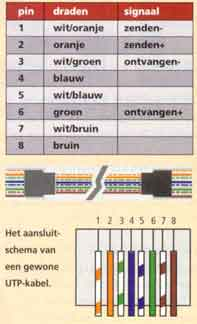 pin draden signaal
1 wit/oranje zenden-
2 oranje zenden+
3 wit/groen ontvangen-
4 blauw
5 wit/blauw
6 groen ontvangen+
7 wit/bruin
8 bruin
1 2 3 4 5 6 7 8
Het aansluit-
schema van
een gewone
UTP-kabel.